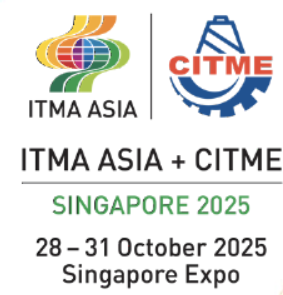 ITMA ASIA
CITME
ITMA ASIA + CITME
SINGAPORE 2025
28 – 31 October 2025
Singapore Expo